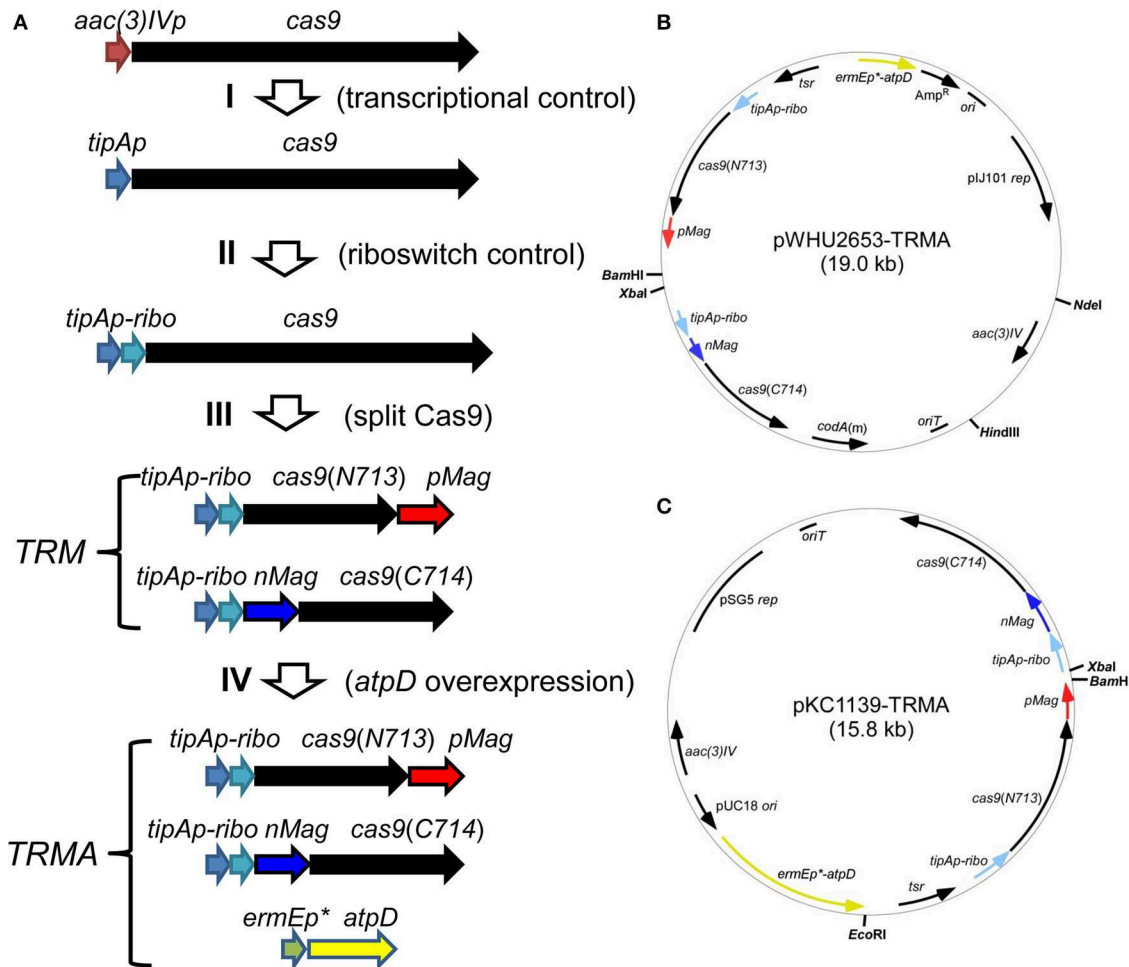 A
aac(3)IVp cas9
I (transcriptional control)
tipAp cas9
II (riboswitch control)
tipAp-ribo cas9
III (split Cas9)
tipAp-ribo cas9(N713) pMag
TRM
tipAp-ribo nMag cas9(C714)
IV (atpD overexpression)
tipAp-ribo cas9(N713) pMag
tipAp-ribo nMag cas9(C714)
TRMA
ermEp* atpD
B
ermEp*-atpD
tsr
AmpR
ori
tipAp-ribo
cas9(N713)
pIJ101 rep
pMag
pWHU2653-TRMA
(19.0 kb)
BamHI
XbaI
NdeI
tipAp-ribo
nMag
aac(3)IV
cas9(C714)
codA(m)
oriT
HindIII
C
oriT
cas9(C714)
pSG5 rep
nMag
tipAp-ribo
XbaI
BamH
pMag
pKC1139-TRMA
(15.8 kb)
aac(3)IV
pUC18 ori
cas9(N713)
ermEp*-atpD
tipAp-ribo
tsr
EcoRI